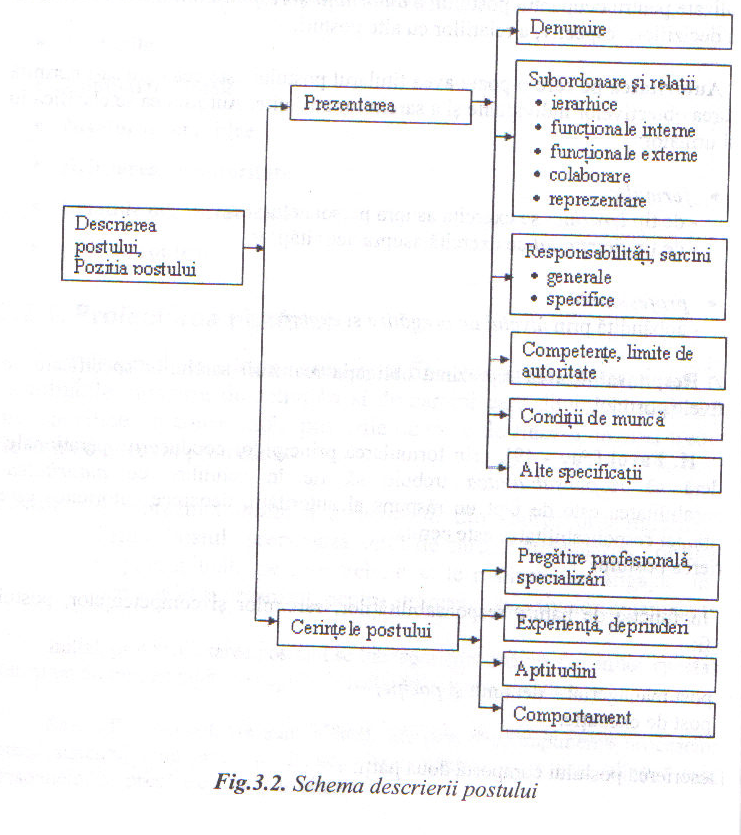 Denumire
Prezentarea
Subordonare și relații
• ierarhice
• funcționale interne
• funcționale externe
• colaborare
• reprezentare
Descrierea
postului,
Poziția postului
Responsabilități, sarcini
• generale
• specifice
Competențe, limite de
autoritate
Condiții de muncă
Alte specificații
Pregătire profesională,
specializări
Cerințele postului
Experiență, deprinderi
Aptitudini
Comportament
Fig.3.2. Schema descrierii postului